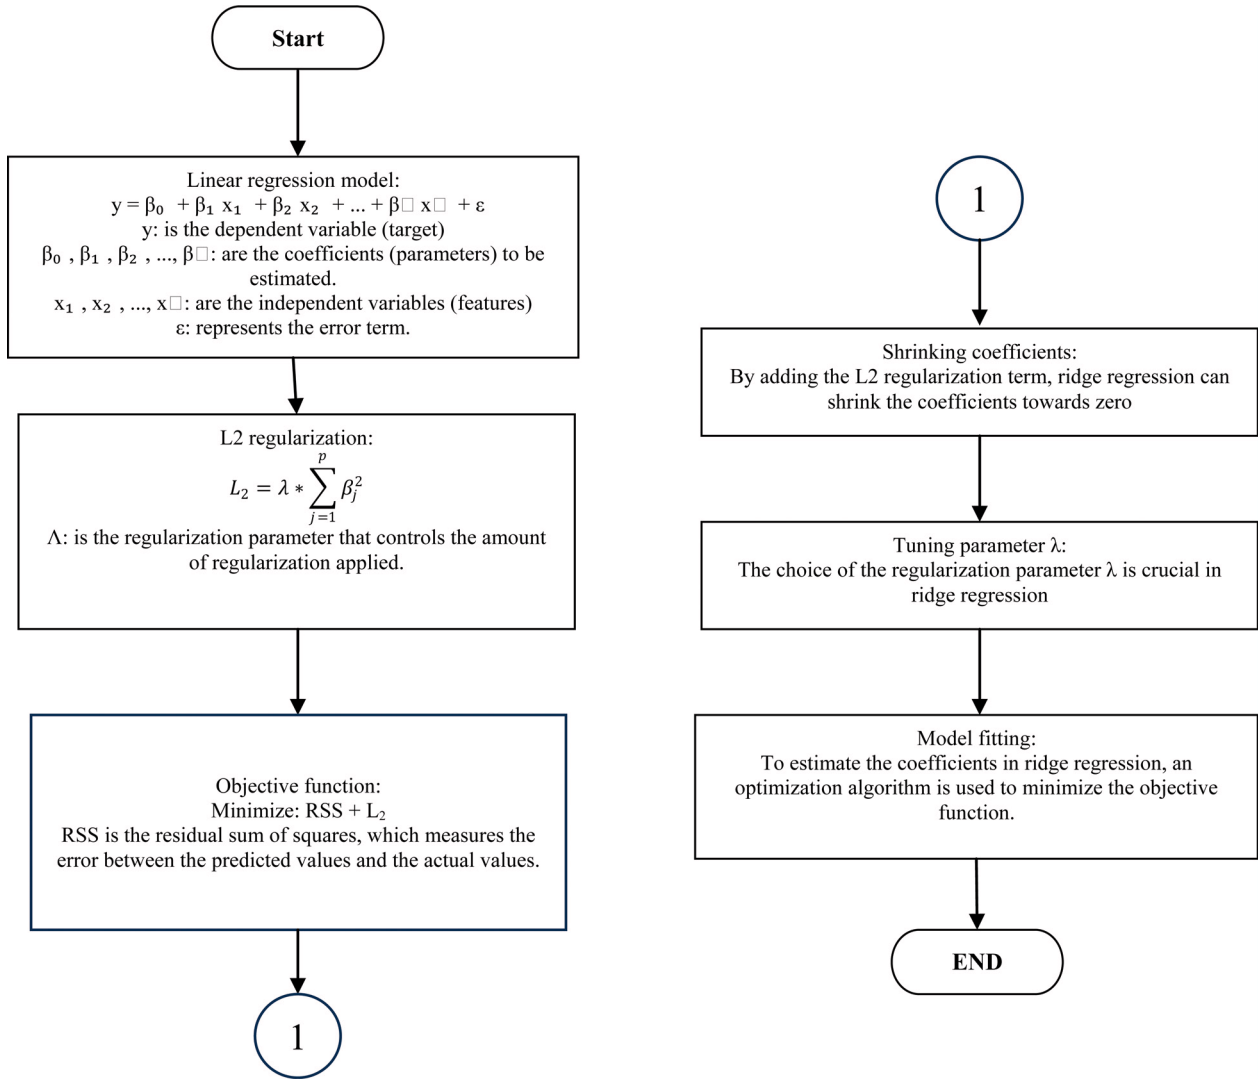 Start
Linear regression model:
y = β₀ + β₁ x₁ + β₂ x₂ + ... + β□ x□ + ε
y: is the dependent variable (target)
β₀ , β₁ , β₂ , ..., β□: are the coefficients (parameters) to be
estimated.
x₁ , x₂ , ..., x□: are the independent variables (features)
ε: represents the error term.
L2 regularization:
L₂ = λ * ∑_{j=1}^{p} β_j^2
Λ: is the regularization parameter that controls the amount
of regularization applied.
Objective function:
Minimize: RSS + L₂
RSS is the residual sum of squares, which measures the
error between the predicted values and the actual values.
1
1
Shrinking coefficients:
By adding the L2 regularization term, ridge regression can
shrink the coefficients towards zero
Tuning parameter λ:
The choice of the regularization parameter λ is crucial in
ridge regression
Model fitting:
To estimate the coefficients in ridge regression, an
optimization algorithm is used to minimize the objective
function.
END